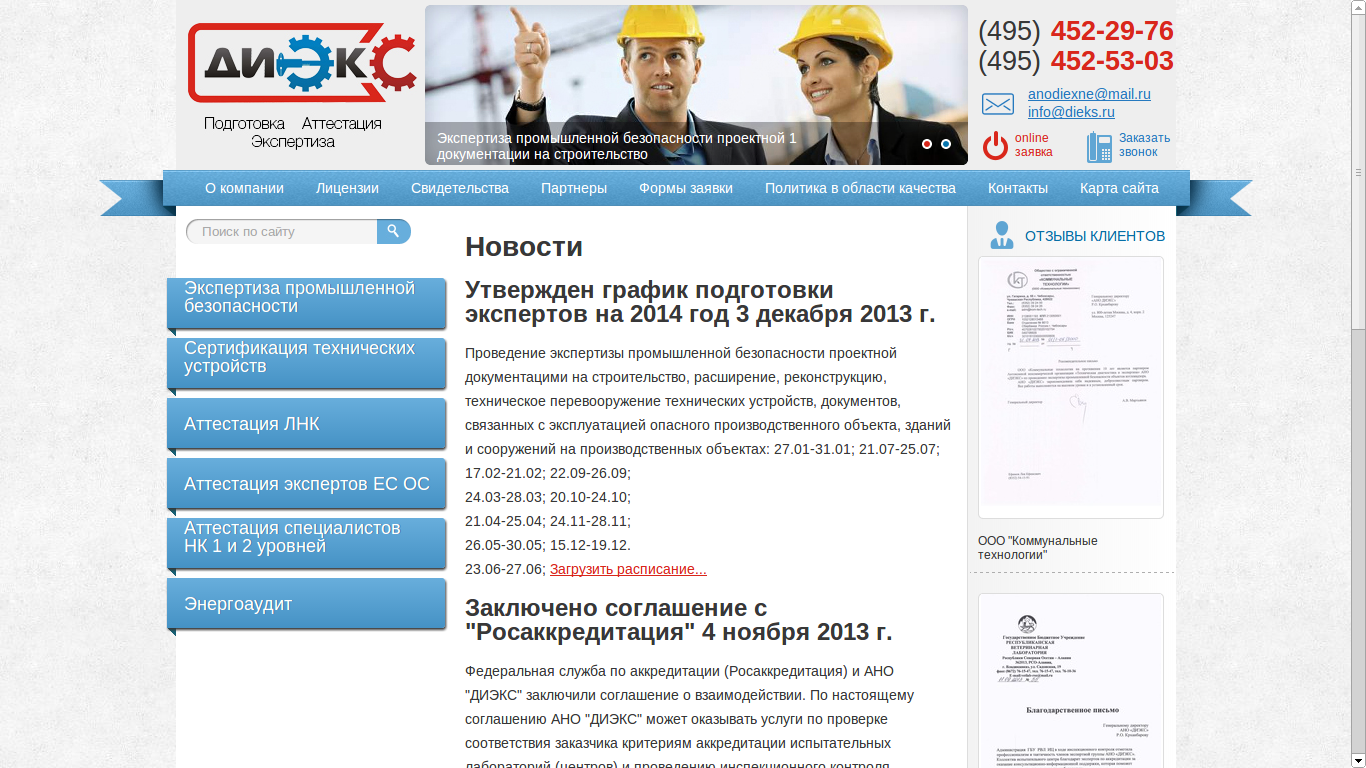 ДИЭКС
Подготовка Аттестация
Экспертиза
Экспертиза промышленной безопасности проектной 1
документации на строительство
(495) 452-29-76
(495) 452-53-03
anodiexne@mail.ru
info@dieks.ru
online
заявка
Заказать
звонок
О компании Лицензии Свидетельства Партнеры Формы заявки Политика в области качества Контакты Карта сайта
Поиск по сайту
Экспертиза промышленной
безопасности
Сертификация технических
устройств
Аттестация ЛНК
Аттестация экспертов ЕС ОС
Аттестация специалистов
НК 1 и 2 уровней
Энергоаудит
Новости
Утвержден график подготовки
экспертов на 2014 год 3 декабря 2013 г.
Проведение экспертизы промышленной безопасности проектной
документацими на строительство, расширение, реконструкцию,
техническое перевооружение технических устройств, документов,
связанных с эксплуатацией опасного производственного объекта, зданий
и сооружений на производственных объектах: 27.01-31.01; 21.07-25.07;
17.02-21.02; 22.09-26.09;
24.03-28.03; 20.10-24.10;
21.04-25.04; 24.11-28.11;
26.05-30.05; 15.12-19.12.
23.06-27.06; Загрузить расписание...
Заключено соглашение с
"Росаккредитация" 4 ноября 2013 г.
Федеральная служба по аккредитации (Росаккредитация) и АНО
"ДИЭКС" заключили соглашение о взаимодействии. По настоящему
соглашению АНО "ДИЭКС" может оказывать услуги по проверке
соответствия заказчика критериям аккредитации испытательных
лабораторий (центров) и проведению инспекционного контроля
ОТЗЫВЫ КЛИЕНТОВ
ООО "Коммунальные
технологии"
Государственное Бюджетное Учреждение
РЕСПУБЛИКАНСКАЯ
ВЕТЕРИНАРНАЯ
ЛАБОРАТОРИЯ
Благодарственное письмо